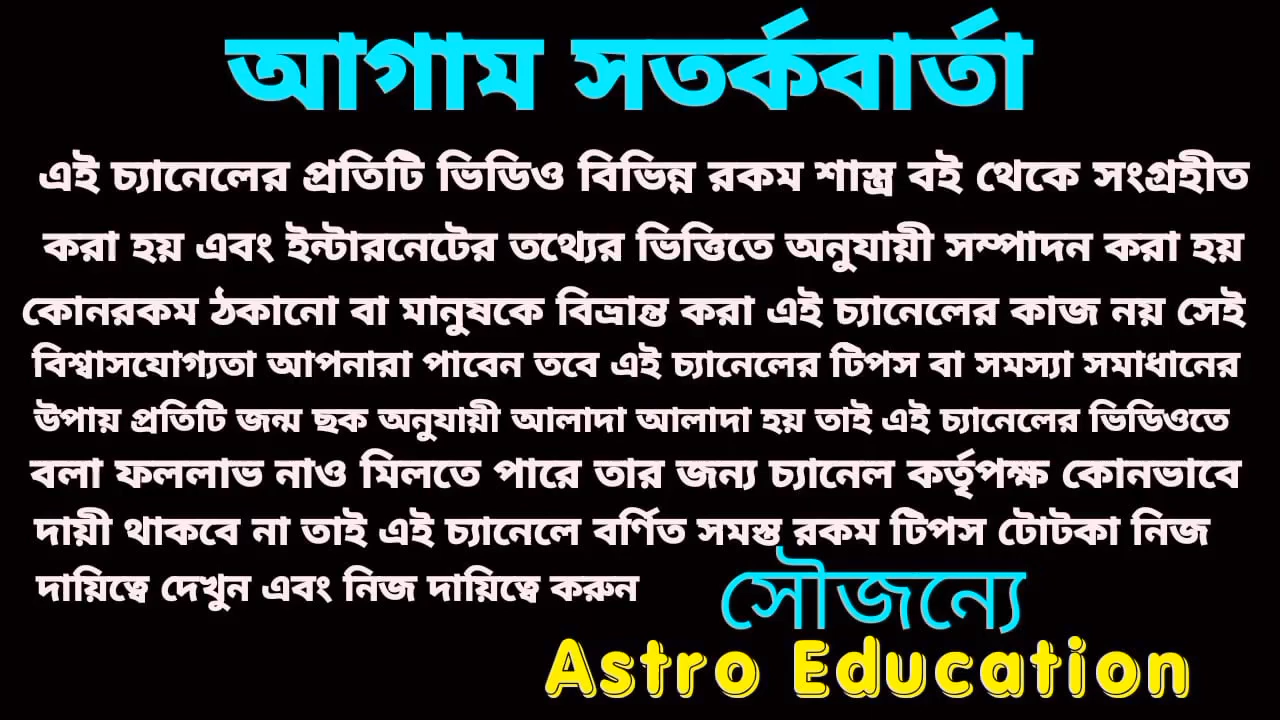 আগাম সতর্কবার্তা
এই চ্যানেলের প্রতিটি ভিডিও বিভিন্ন রকম শাস্ত্র বই থেকে সংগ্রহীত
করা হয় এবং ইন্টারনেটের তথ্যের ভিত্তিতে অনুযায়ী সম্পাদন করা হয়
কোনরকম ঠকানো বা মানুষকে বিভ্রান্ত করা এই চ্যানেলের কাজ নয় সেই
বিশ্বাসযোগ্যতা আপনারা পাবেন তবে এই চ্যানেলের টিপস বা সমস্যা সমাধানের
উপায় প্রতিটি জন্ম ছক অনুযায়ী আলাদা আলাদা হয় তাই এই চ্যানেলের ভিডিওতে
বলা ফললাভ নাও মিলতে পারে তার জন্য চ্যানেল কর্তৃপক্ষ কোনভাবে
দায়ী থাকবে না তাই এই চ্যানেলে বর্ণিত সমস্ত রকম টিপস টোটকা নিজ
দায়িত্বে দেখুন এবং নিজ দায়িত্বে করুন
সৌজন্যে
Astro Education